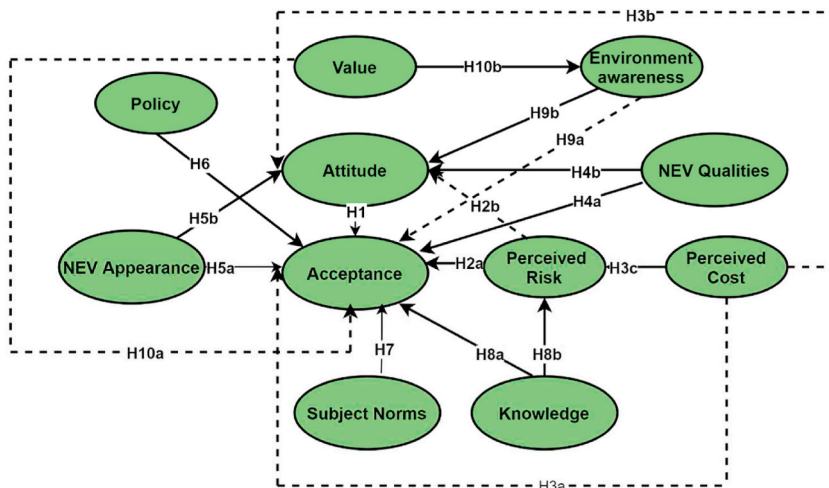 H3b
Value
H10b
Environment
awareness
Policy
H9b
H9a
H6
Attitude
H4b
NEV Qualities
H5b
H1
H2b
H4a
NEV Appearance
H5a
Acceptance
H2a
Perceived
Risk
H3c
Perceived
Cost
H10a
H7
H8a
H8b
Subject Norms
Knowledge
H3a